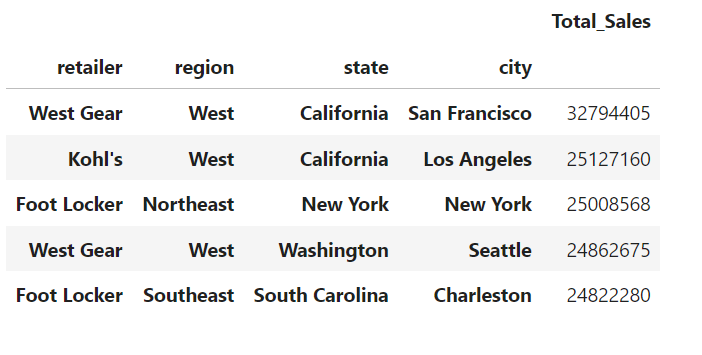 Total_Sales
retailer region state city
West Gear West California San Francisco 32794405
Kohl's West California Los Angeles 25127160
Foot Locker Northeast New York New York 25008568
West Gear West Washington Seattle 24862675
Foot Locker Southeast South Carolina Charleston 24822280